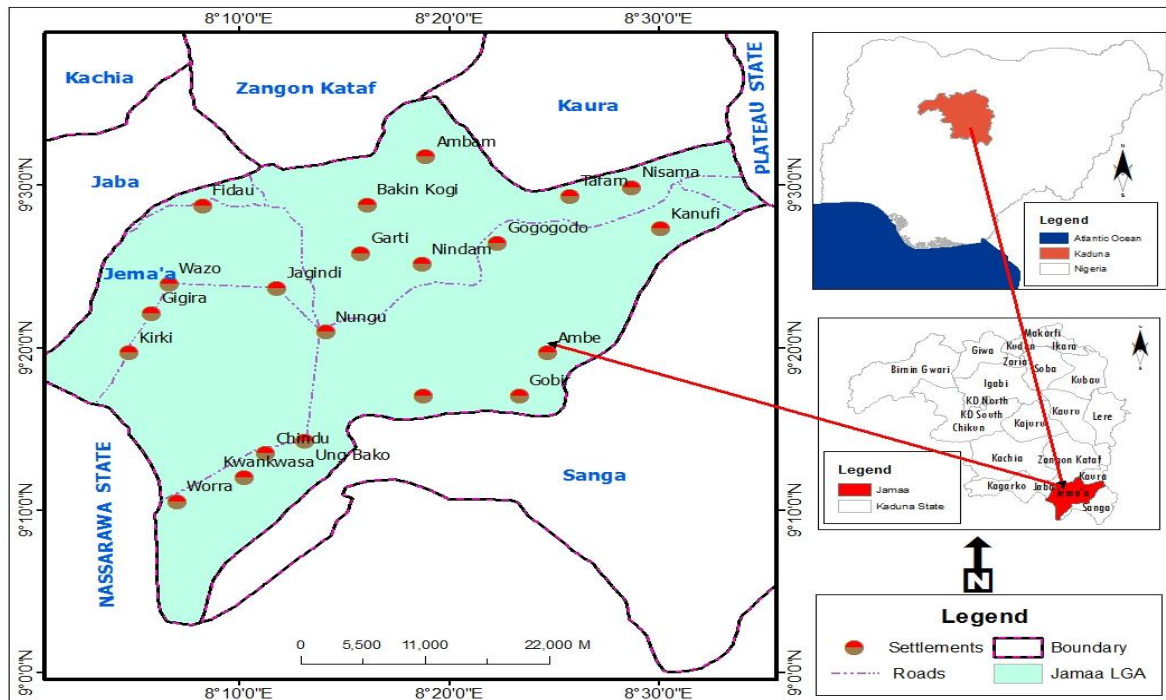 8°10'0"E 8°20'0"E 8°30'0"E
Kachia
Zangon Kataf
Kaura
PLATEAU STATE
Jaba
Ambam
9°30'0"N 9°30'0"N
Fidau
Bakin Kogi
Tafam
Nisama
Kanufi
Garti
Nindam
Gogogodo
Jema'a
Wazo
Jagindi
Gigira
Nungu
Kirki
9°20'0"N 9°20'0"N
Ambe
Gobi
Chindu
Ung Bako
Kwankwasa
Worra
NASSARAWA STATE
Sanga
9°10'0"N 9°10'0"N
0 5,500 11,000 22,000 M
9°0'0"N 9°0'0"N
8°10'0"E 8°20'0"E 8°30'0"E
N
Legend
Atlantic Ocean
Kaduna
Nigeria
N
Makarfi
Giwa
Kudan
Ikara
Zaria
Birnin Gwari
Soba
Igabi
Kubau
KD North
KD South
Kauru
Lere
Chikun
Kajuru
Kachia
Zangon Kataf
Kaura
Kagarko
Jaba
Jema'a
Sanga
Legend
Jamaa
Kaduna State
N
Legend
Settlements
Boundary
Roads
Jamaa LGA